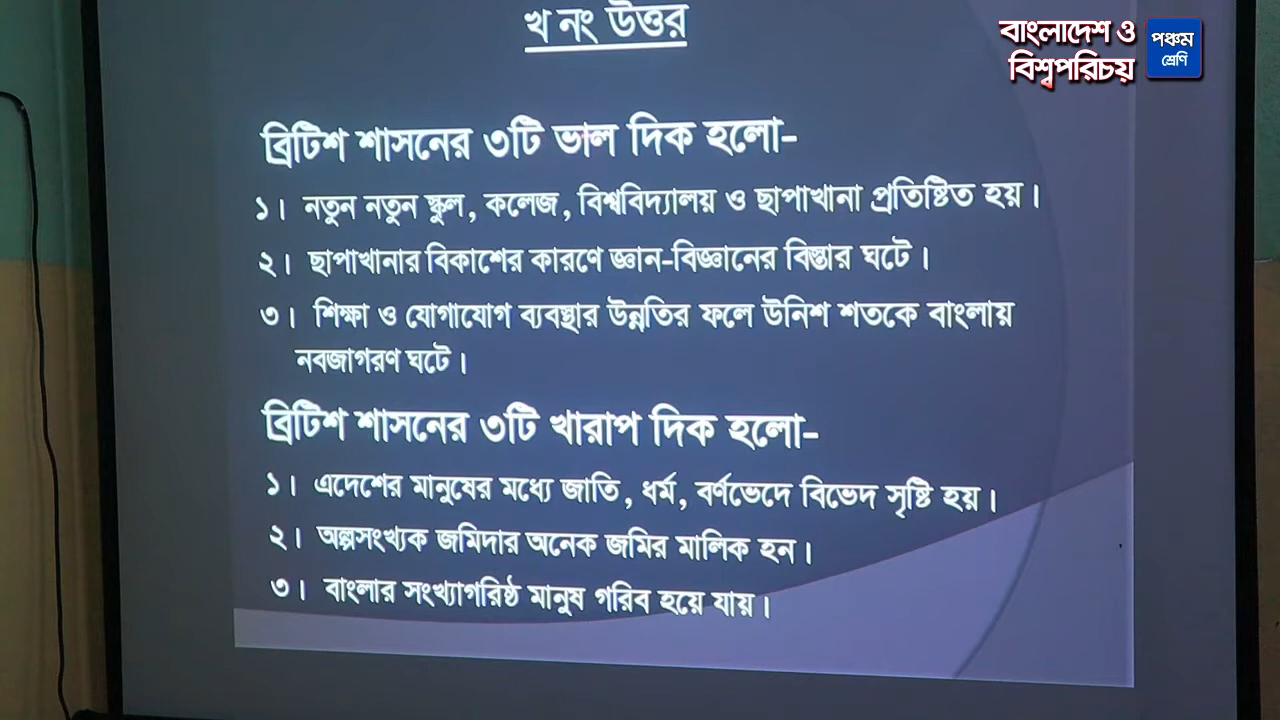 খ নং উত্তর
বাংলাদেশ ও
বিশ্বপরিচয়
পঞ্চম
শ্রেণি
ব্রিটিশ শাসনের ৩টি ভাল দিক হলো-
১। নতুন নতুন স্কুল, কলেজ, বিশ্ববিদ্যালয় ও ছাপাখানা প্রতিষ্টিত হয়।
২। ছাপাখানার বিকাশের কারণে জ্ঞান-বিজ্ঞানের বিস্তার ঘটে।
৩। শিক্ষা ও যোগাযোগ ব্যবস্থার উন্নতির ফলে উনিশ শতকে বাংলায়
নবজাগরণ ঘটে।
ব্রিটিশ শাসনের ৩টি খারাপ দিক হলো-
১। এদেশের মানুষের মধ্যে জাতি, ধর্ম, বর্ণভেদে বিভেদ সৃষ্টি হয়।
২। অল্পসংখ্যক জমিদার অনেক জমির মালিক হন।
৩। বাংলার সংখ্যাগরিষ্ঠ মানুষ গরিব হয়ে যায়।